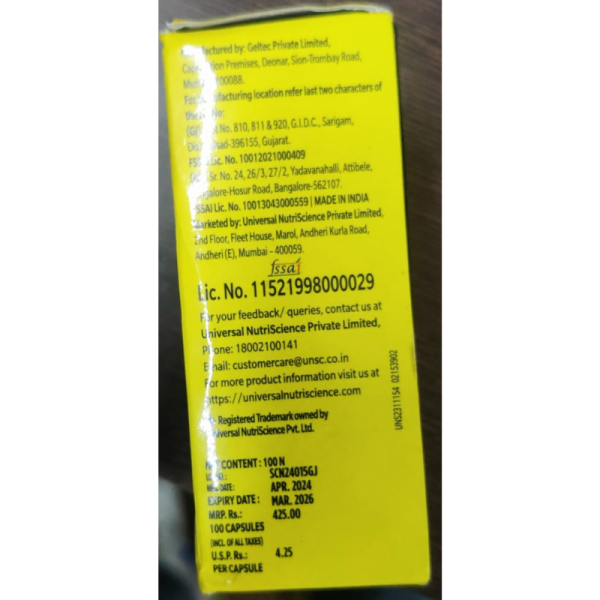 by: Geltec Private Limited,
Premises, Deonar, Sion-Trombay Road,
400088.
manufacturing location refer last two characters of
No. 810, 811 & 920, G.I.D.C., Sarigam,
396155, Gujarat.
Lic. No. 10012021000409
Sr. No. 24, 26/3, 27/2, Yadavanahalli, Attibele,
Hosur Road, Bangalore-562107.
FSSAI Lic. No. 10013043000559 | MADE IN INDIA
Marketed by: Universal NutriScience Private Limited,
2nd Floor, Fleet House, Marol, Andheri Kurla Road,
Andheri (E), Mumbai - 400059.
fssai
Lic. No. 11521998000029
For your feedback/ queries, contact us at
Universal NutriScience Private Limited,
Phone: 18002100141
Email: customercare@unsc.co.in
For more product information visit us at
https://universalnutriscience.com
- Registered Trademark owned by
Universal NutriScience Pvt. Ltd.
UNS2311154 02153902
NET CONTENT : 100 N
SCN24015GJ
DATE: APR. 2024
EXPIRY DATE : MAR. 2026
MRP. Rs.: 425.00
100 CAPSULES
(INCL. OF ALL TAXES)
U.S.P. Rs.: 4.25
PER CAPSULE